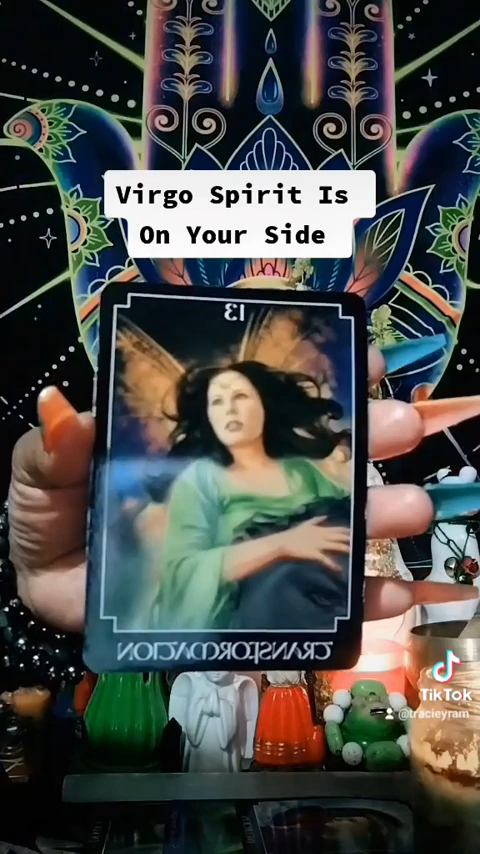 Virgo Spirit Is
On Your Side
13
TRANSFORMATION
TikTok
@tracieyram